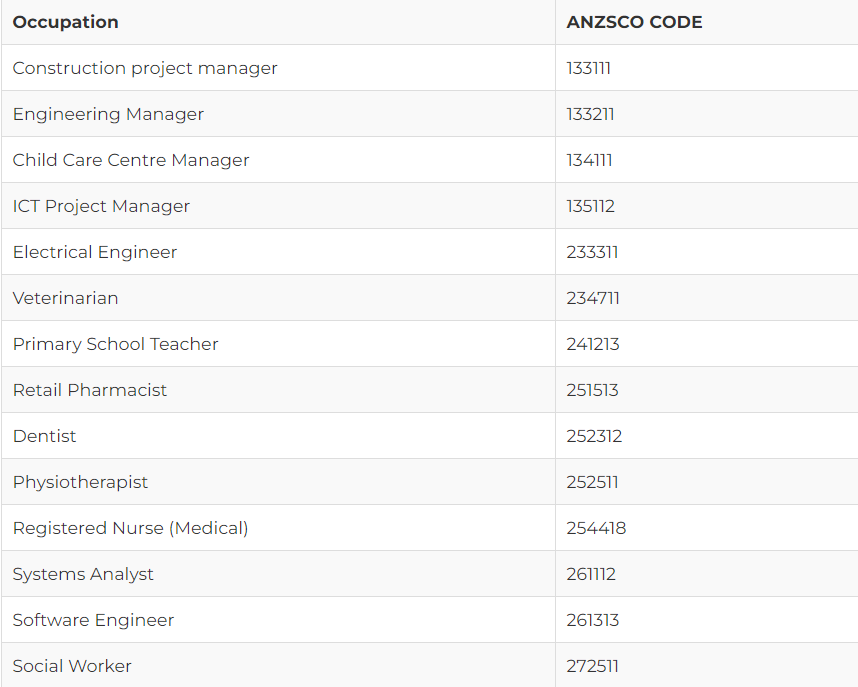 Occupation ANZSCO CODE
Construction project manager 133111
Engineering Manager 133211
Child Care Centre Manager 134111
ICT Project Manager 135112
Electrical Engineer 233311
Veterinarian 234711
Primary School Teacher 241213
Retail Pharmacist 251513
Dentist 252312
Physiotherapist 252511
Registered Nurse (Medical) 254418
Systems Analyst 261112
Software Engineer 261313
Social Worker 272511